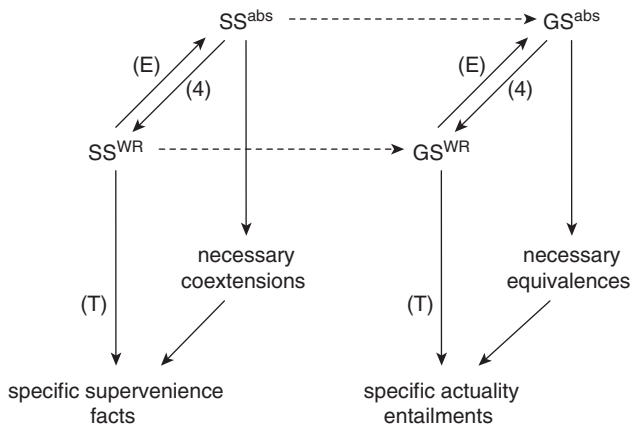 SS^abs GS^abs
(E) (E)
(4) (4)
SS^WR GS^WR
necessary necessary
coextensions equivalences
(T) (T)
specific supervenience specific actuality
facts entailments